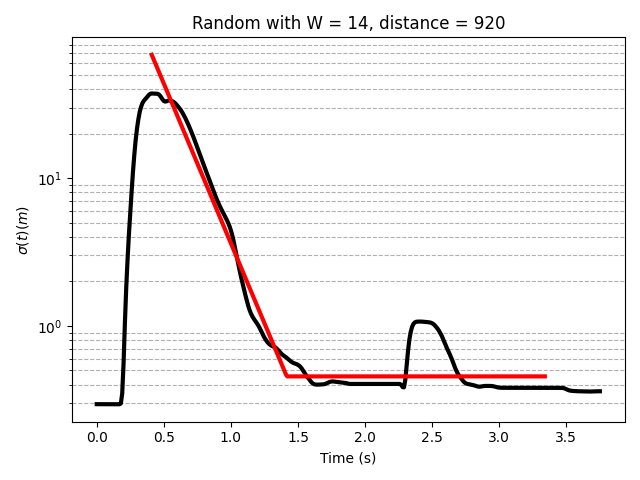 Random with W = 14, distance = 920
σ(t)(m)
10¹
10⁰
0.0 0.5 1.0 1.5 2.0 2.5 3.0 3.5
Time (s)